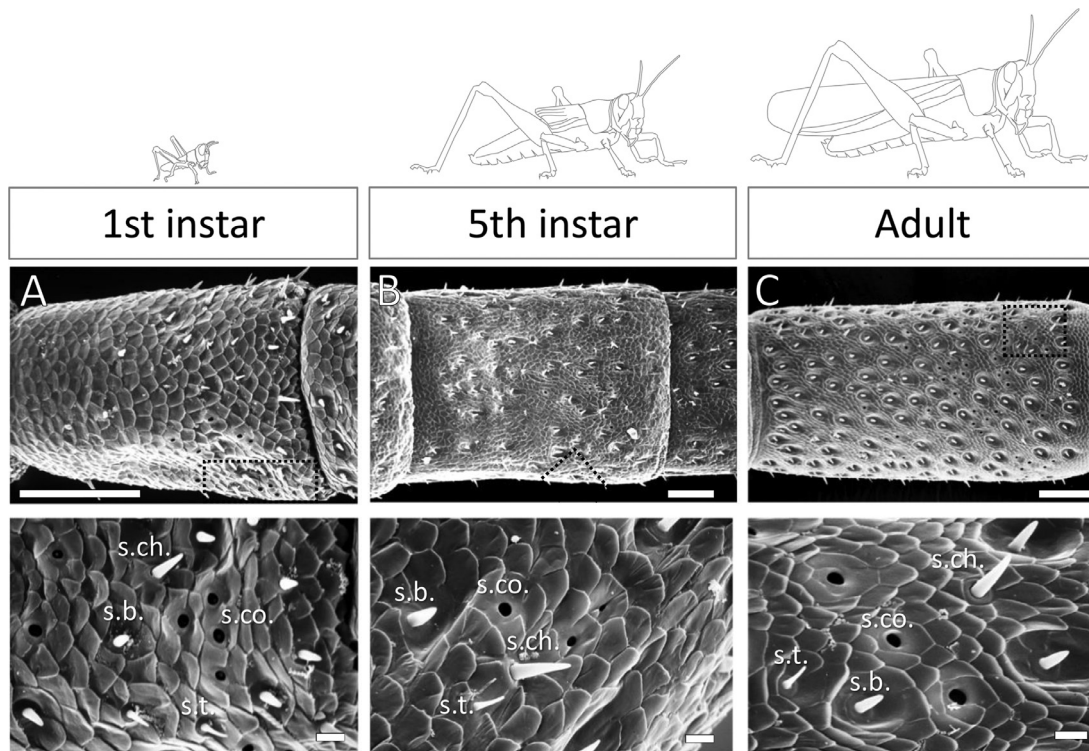 1st instar
5th instar
Adult
A
B
C
s.ch.
s.b.
s.co.
s.t.
s.b.
s.co.
s.ch.
s.t.
s.ch.
s.co.
s.t.
s.b.